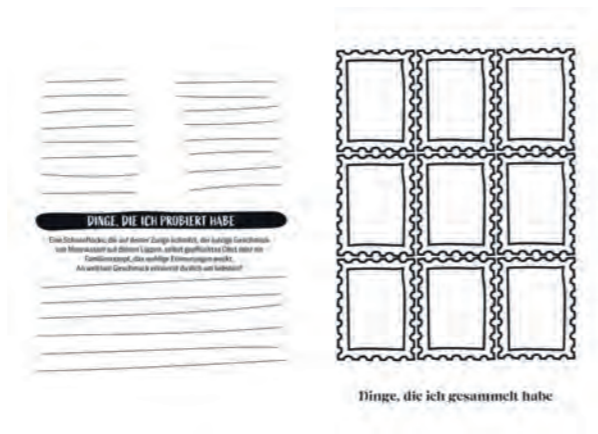 DINGE, DIE ICH PROBIERT HABE
Eine Schneeflocke, die auf deiner Zunge schmilzt, der salzige Geschmack
von Meerwasser auf deinen Lippen, selbst gepflücktes Obst oder ein
Familienrezept, das wohlige Erinnerungen weckt.
An welchen Geschmack erinnerst du dich am liebsten?
Dinge, die ich gesammelt habe